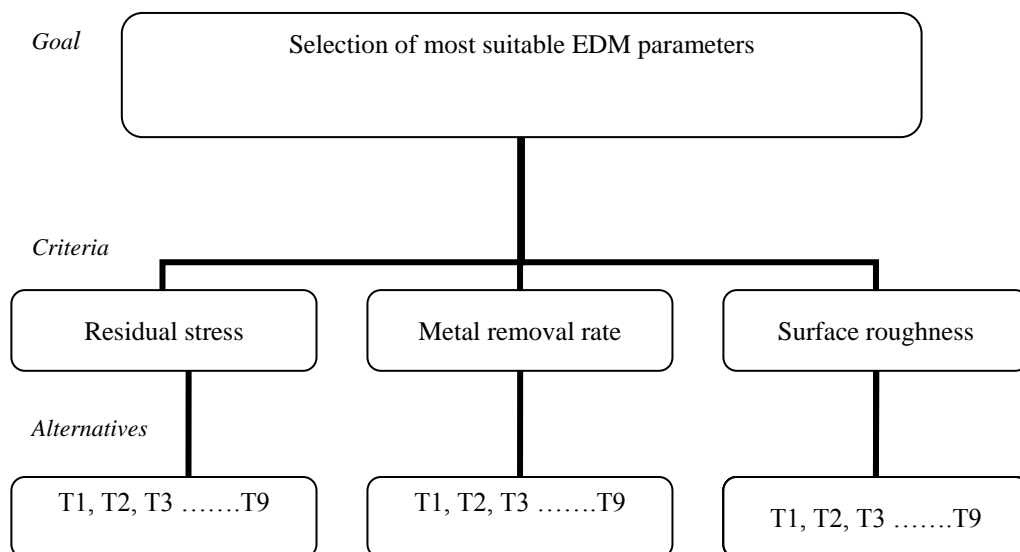 Goal
Selection of most suitable EDM parameters
Criteria
Residual stress
Metal removal rate
Surface roughness
Alternatives
T1, T2, T3 …….T9
T1, T2, T3 …….T9
T1, T2, T3 …….T9